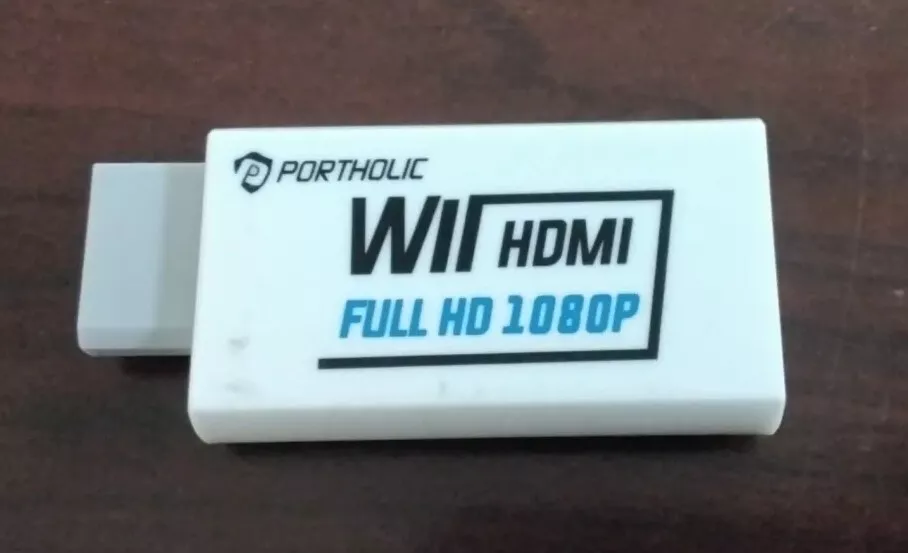 PORTHOLIC
WII HDMI
FULL HD 1080P